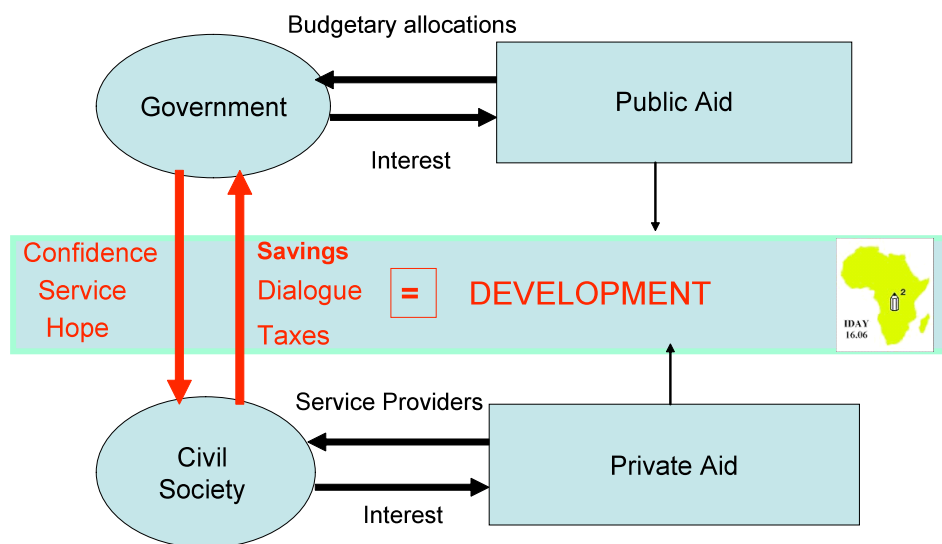 Budgetary allocations
Government
Public Aid
Interest
Confidence
Service
Hope
Savings
Dialogue
Taxes
=
DEVELOPMENT
2
IDAY
16.06
Service Providers
Civil
Society
Private Aid
Interest